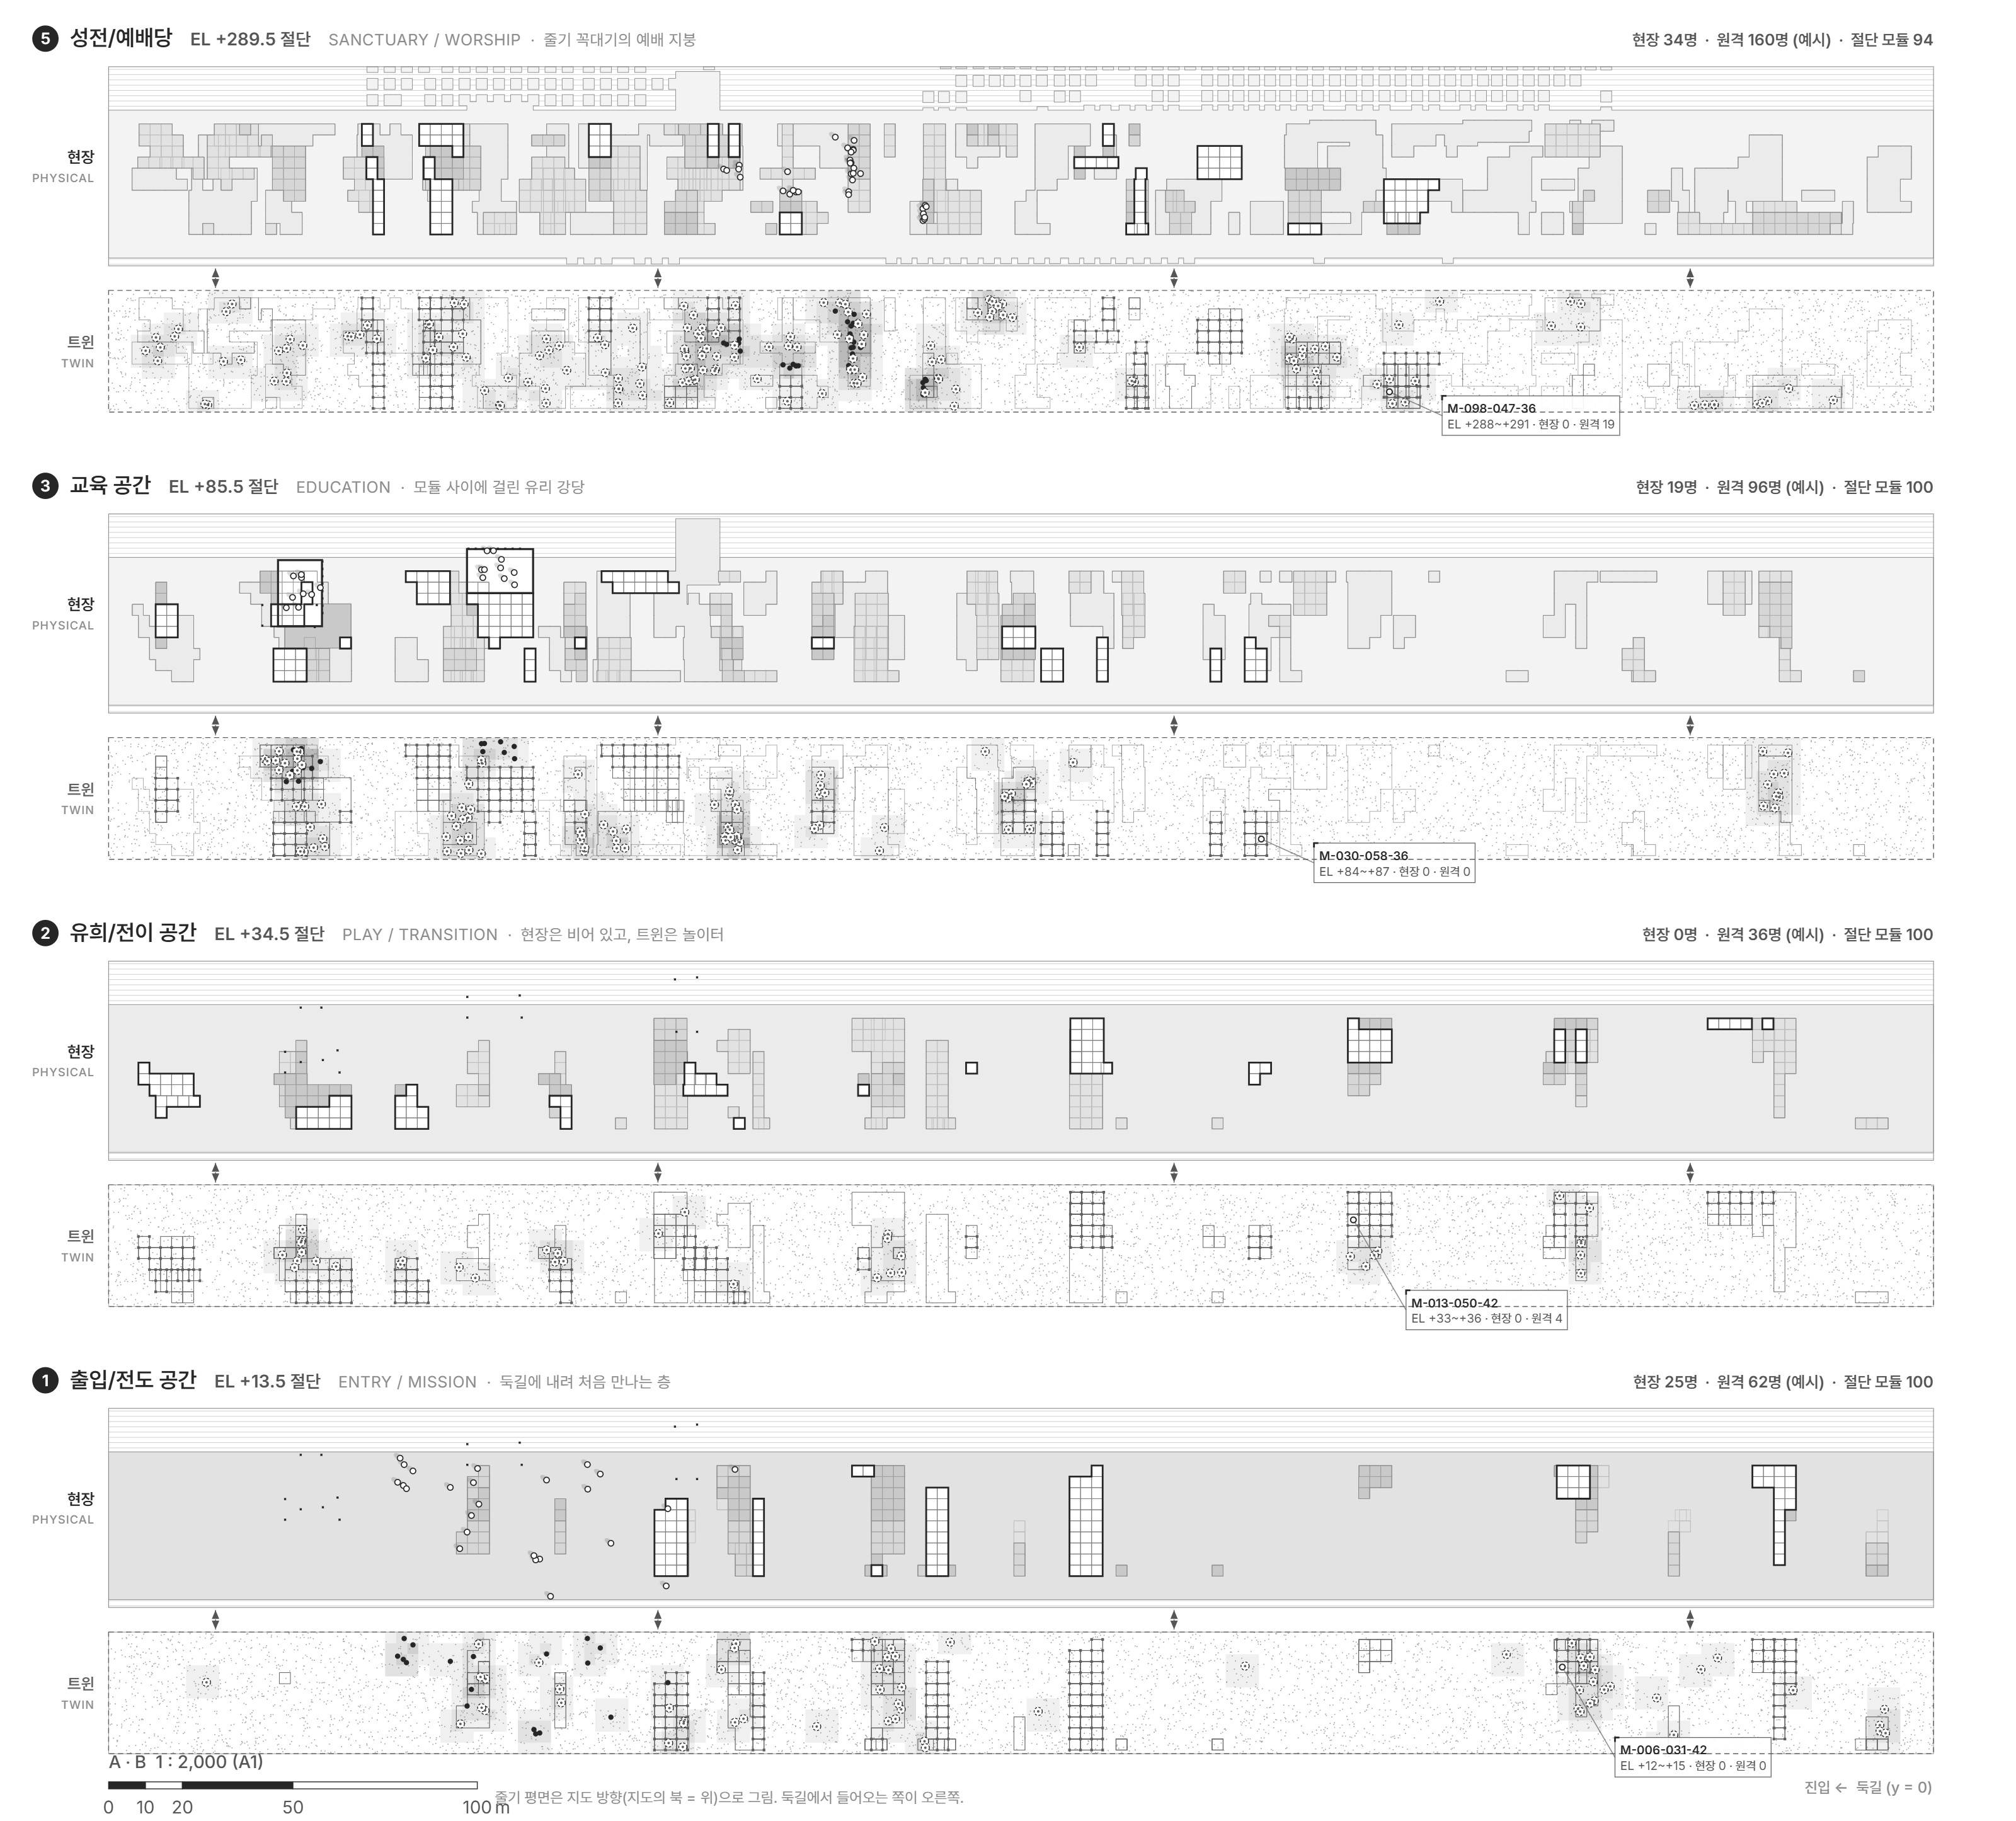 5 성전/예배당 EL +289.5 절단 SANCTUARY / WORSHIP · 줄기 꼭대기의 예배 지붕 현장 34명 · 원격 160명 (예시) · 절단 모듈 94
현장
PHYSICAL
트윈
TWIN
M-098-047-36
EL +288~+291 · 현장 0 · 원격 19
3 교육 공간 EL +85.5 절단 EDUCATION · 모듈 사이에 걸린 유리 강당 현장 19명 · 원격 96명 (예시) · 절단 모듈 100
현장
PHYSICAL
트윈
TWIN
M-030-058-36
EL +84~+87 · 현장 0 · 원격 0
2 유희/전이 공간 EL +34.5 절단 PLAY / TRANSITION · 현장은 비어 있고, 트윈은 놀이터 현장 0명 · 원격 36명 (예시) · 절단 모듈 100
현장
PHYSICAL
트윈
TWIN
M-013-050-42
EL +33~+36 · 현장 0 · 원격 4
1 출입/전도 공간 EL +13.5 절단 ENTRY / MISSION · 둑길에 내려 처음 만나는 층 현장 25명 · 원격 62명 (예시) · 절단 모듈 100
현장
PHYSICAL
트윈
TWIN
M-006-031-42
EL +12~+15 · 현장 0 · 원격 0
A · B 1 : 2,000 (A1)
진입 ← 둑길 (y = 0)
0 10 20 50 100 m
줄기 평면은 지도 방향(지도의 북 = 위)으로 그림. 둑길에서 들어오는 쪽이 오른쪽.